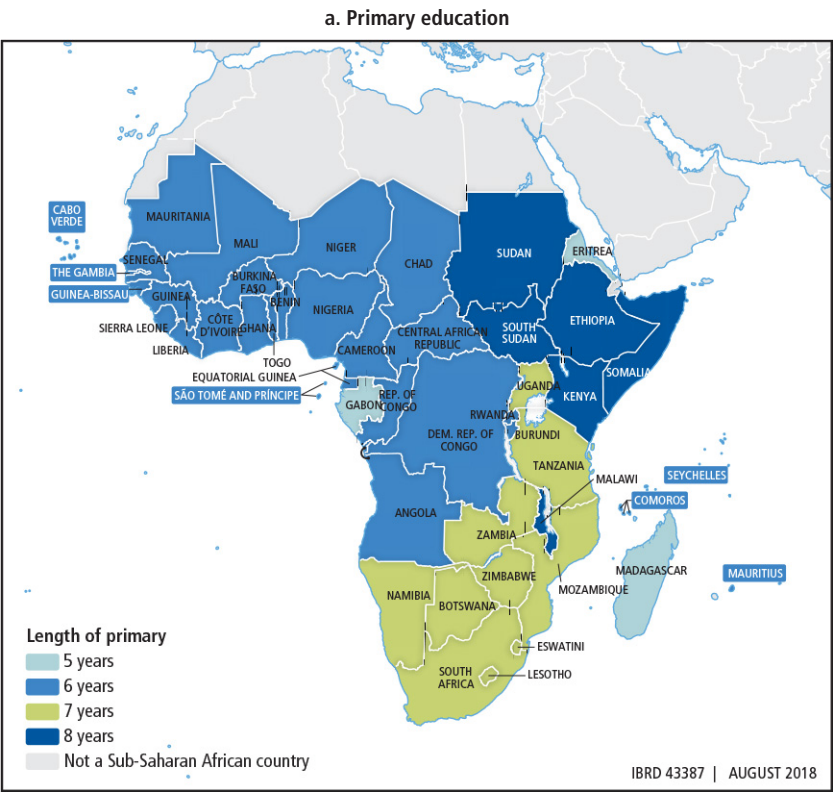 a. Primary education
CABO
VERDE
MAURITANIA
MALI
NIGER
CHAD
SUDAN
ERITREA
SENEGAL
THE GAMBIA
GUINEA-BISSAU
GUINEA
BURKINA
FASO
BENIN
NIGERIA
SIERRA LEONE
LIBERIA
CÔTE
D'IVOIRE
GHANA
TOGO
CAMEROON
CENTRAL AFRICAN
REPUBLIC
SOUTH
SUDAN
ETHIOPIA
SOMALIA
EQUATORIAL GUINEA
SÃO TOMÉ AND PRÍNCIPE
GABON
REP. OF
CONGO
DEM. REP. OF
CONGO
UGANDA
KENYA
RWANDA
BURUNDI
TANZANIA
MALAWI
SEYCHELLES
COMOROS
ANGOLA
ZAMBIA
MOZAMBIQUE
MADAGASCAR
MAURITIUS
NAMIBIA
ZIMBABWE
BOTSWANA
ESWATINI
SOUTH
AFRICA
LESOTHO
Length of primary
5 years
6 years
7 years
8 years
Not a Sub-Saharan African country
IBRD 43387 | AUGUST 2018